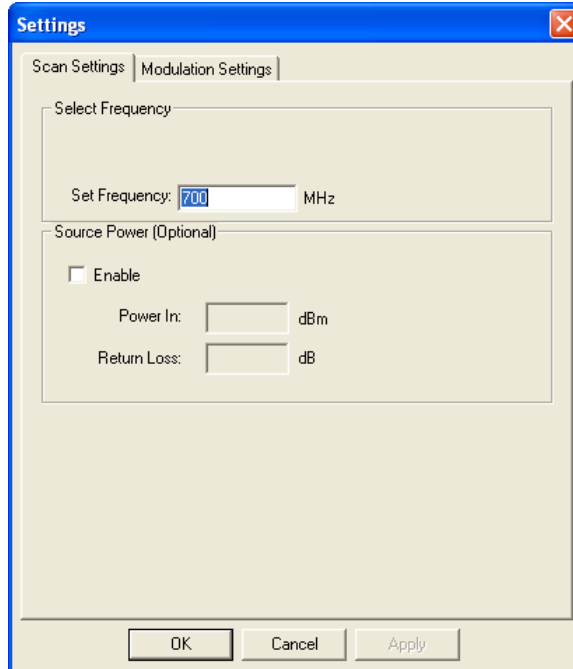 Settings
Scan Settings Modulation Settings
Select Frequency
Set Frequency: 700 MHz
Source Power (Optional)
Enable
Power In: dBm
Return Loss: dB
OK Cancel Apply